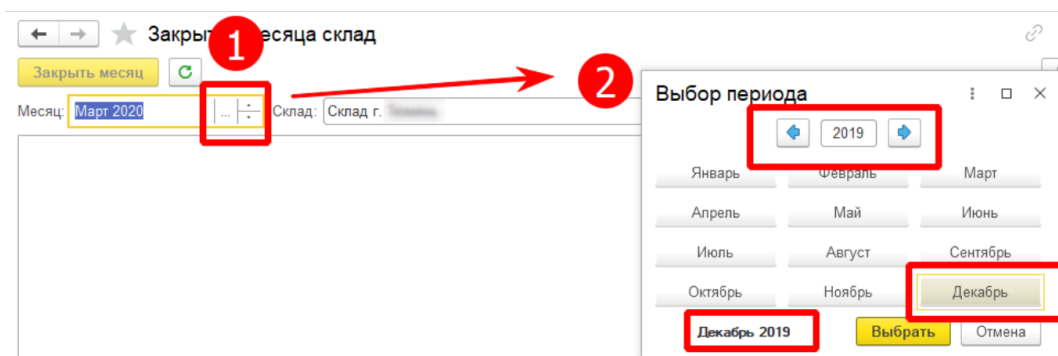 Закрыт есяца склад
1
Закрыть месяц
2
Месяц: Март 2020 ... Склад: Склад г.
Выбор периода
2019
Январь Февраль Март
Апрель Май Июнь
Июль Август Сентябрь
Октябрь Ноябрь Декабрь
Декабрь 2019 Выбрать Отмена